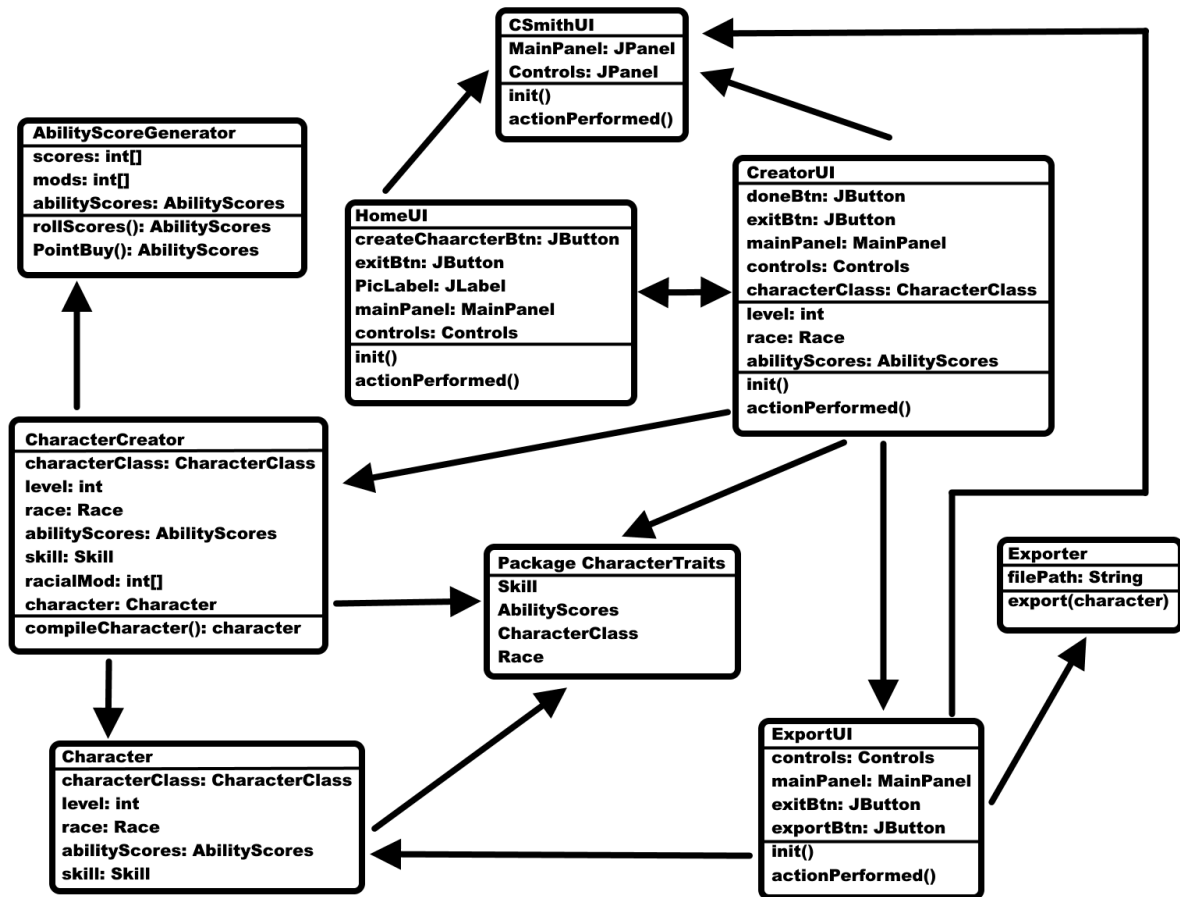 CSmithUI
MainPanel: JPanel
Controls: JPanel
init()
actionPerformed()
AbilityScoreGenerator
scores: int[]
mods: int[]
abilityScores: AbilityScores
rollScores(): AbilityScores
PointBuy(): AbilityScores
HomeUI
createChaarcterBtn: JButton
exitBtn: JButton
PicLabel: JLabel
mainPanel: MainPanel
controls: Controls
init()
actionPerformed()
CreatorUI
doneBtn: JButton
exitBtn: JButton
mainPanel: MainPanel
controls: Controls
characterClass: CharacterClass
level: int
race: Race
abilityScores: AbilityScores
init()
actionPerformed()
CharacterCreator
characterClass: CharacterClass
level: int
race: Race
abilityScores: AbilityScores
skill: Skill
racialMod: int[]
character: Character
compileCharacter(): character
Package CharacterTraits
Skill
AbilityScores
CharacterClass
Race
Exporter
filePath: String
export(character)
Character
characterClass: CharacterClass
level: int
race: Race
abilityScores: AbilityScores
skill: Skill
ExportUI
controls: Controls
mainPanel: MainPanel
exitBtn: JButton
exportBtn: JButton
init()
actionPerformed()